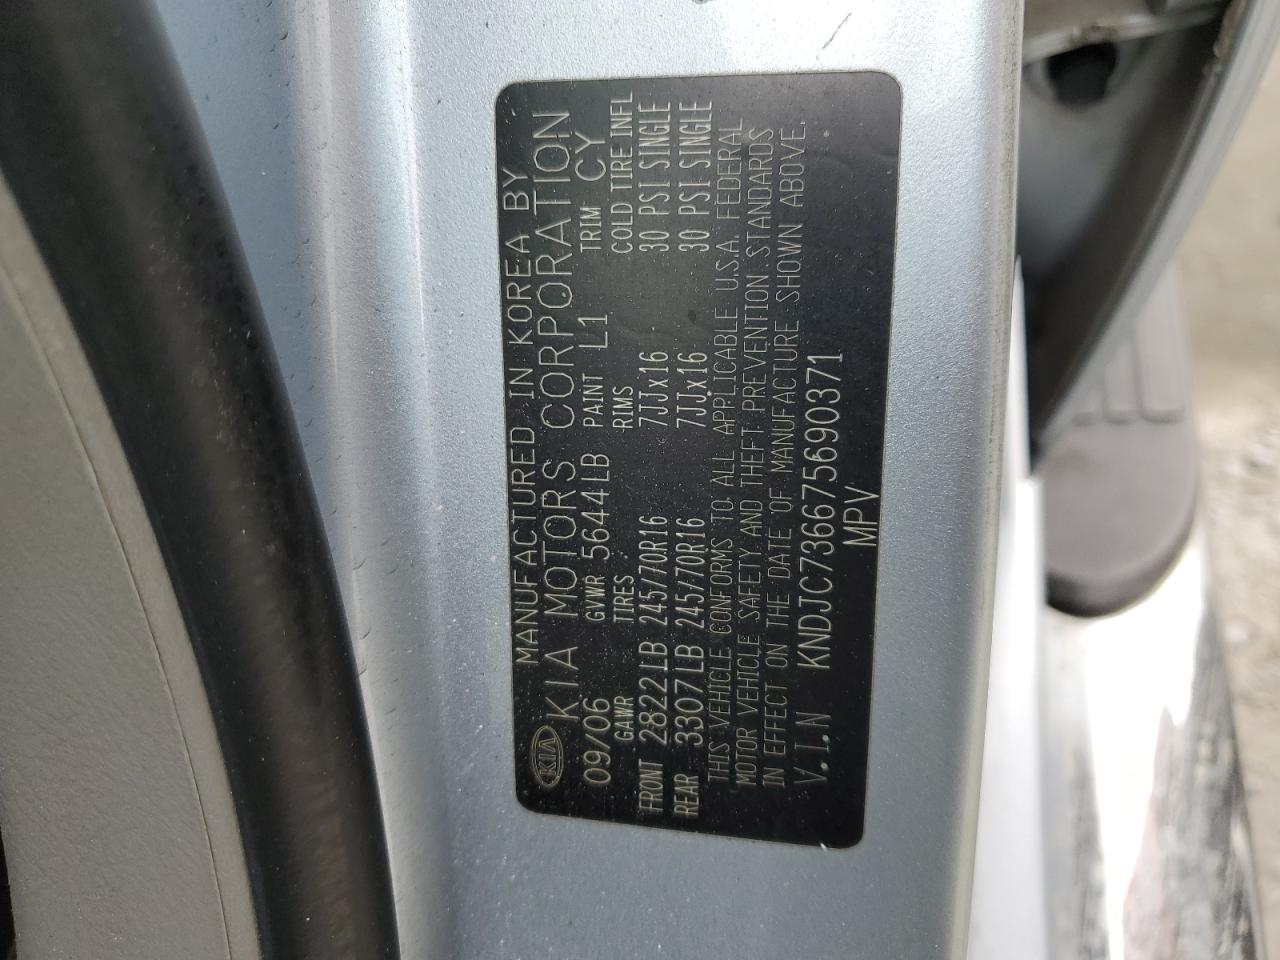 MANUFACTURED IN KOREA BY
KIA KIA MOTORS CORPORATION
09/06 GVWR 5644LB PAINT L1 TRIM CY
GAWR TIRES RIMS COLD TIRE INFL
FRONT 2822LB 245/70R16 7JJx16 30 PSI SINGLE
REAR 3307LB 245/70R16 7JJx16 30 PSI SINGLE
THIS VEHICLE CONFORMS TO ALL APPLICABLE U.S.A. FEDERAL
MOTOR VEHICLE SAFETY AND THEFT PREVENTION STANDARDS
IN EFFECT ON THE DATE OF MANUFACTURE SHOWN ABOVE.
V.I.N KNDJC736675690371
MPV